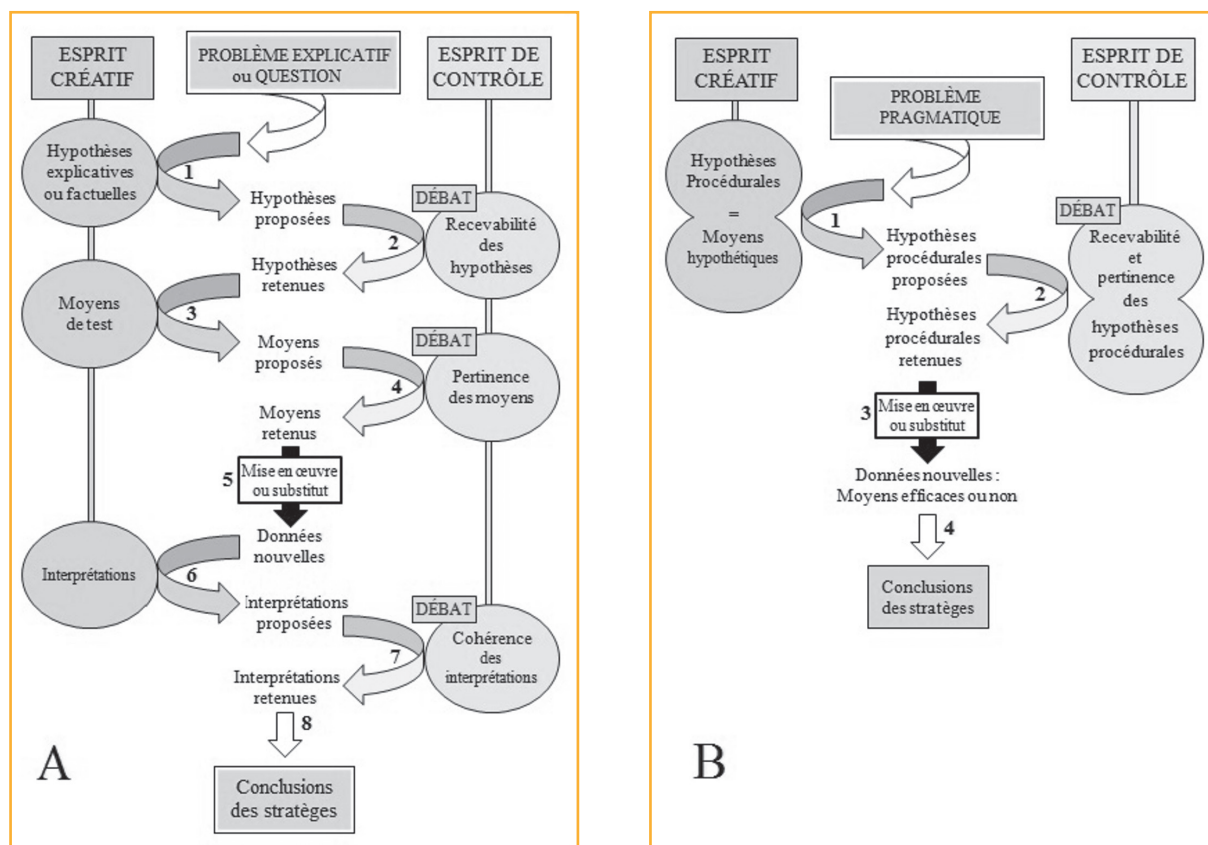 ESPRIT
CRÉATIF
PROBLÈME EXPLICATIF
ou QUESTION
ESPRIT DE
CONTRÔLE
Hypothèses
explicatives
ou factuelles
1
Hypothèses
proposées
DÉBAT
2
Recevabilité
des
hypothèses
Hypothèses
retenues
Moyens
de test
3
Moyens
proposés
DÉBAT
4
Pertinence
des moyens
Moyens
retenus
5
Mise en œuvre
ou substitut
Données
nouvelles
Interprétations
6
Interprétations
proposées
DÉBAT
7
Cohérence
des
interprétations
Interprétations
retenues
8
A
Conclusions
des stratèges
ESPRIT
CRÉATIF
ESPRIT DE
CONTRÔLE
PROBLÈME
PRAGMATIQUE
Hypothèses
Procédurales
=
Moyens
hypothétiques
1
Hypothèses
procédurales
proposées
DÉBAT
2
Recevabilité
et
pertinence
des
hypothèses
procédurales
Hypothèses
procédurales
retenues
3
Mise en œuvre
ou substitut
Données nouvelles :
Moyens efficaces ou non
4
Conclusions
des stratèges
B